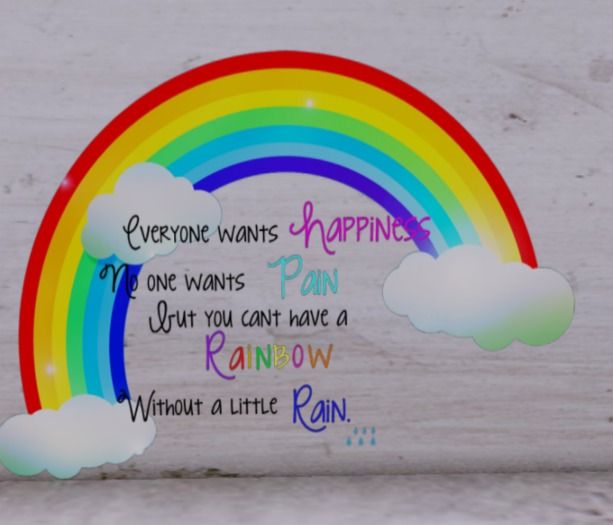 Everyone wants happiness
No one wants Pain
but you cant have a
Rainbow
Without a little Rain.